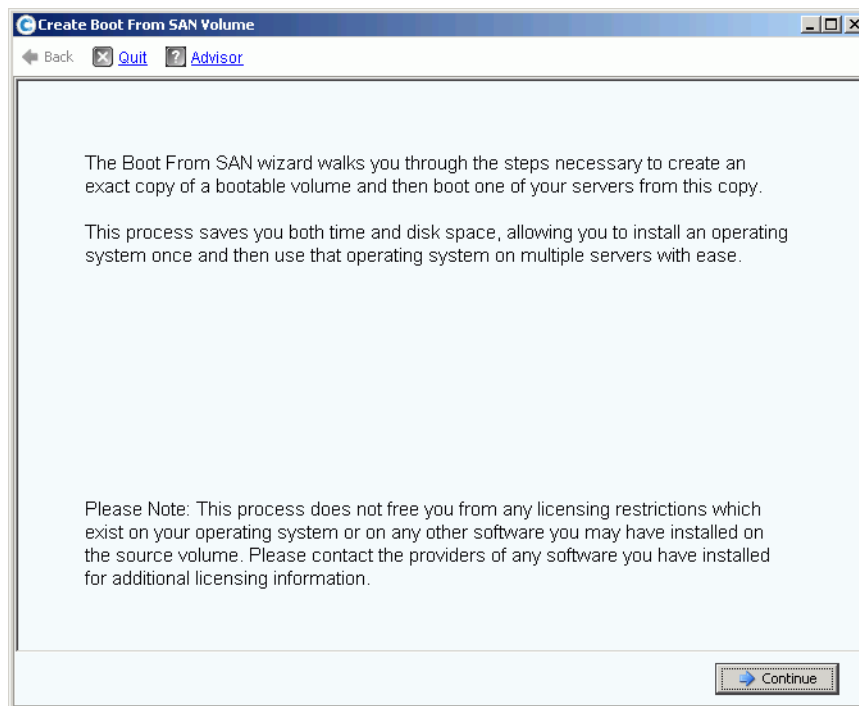 Create Boot From SAN Volume
Back Quit Advisor
The Boot From SAN wizard walks you through the steps necessary to create an
exact copy of a bootable volume and then boot one of your servers from this copy.
This process saves you both time and disk space, allowing you to install an operating
system once and then use that operating system on multiple servers with ease.
Please Note: This process does not free you from any licensing restrictions which
exist on your operating system or on any other software you may have installed on
the source volume. Please contact the providers of any software you have installed
for additional licensing information.
Continue